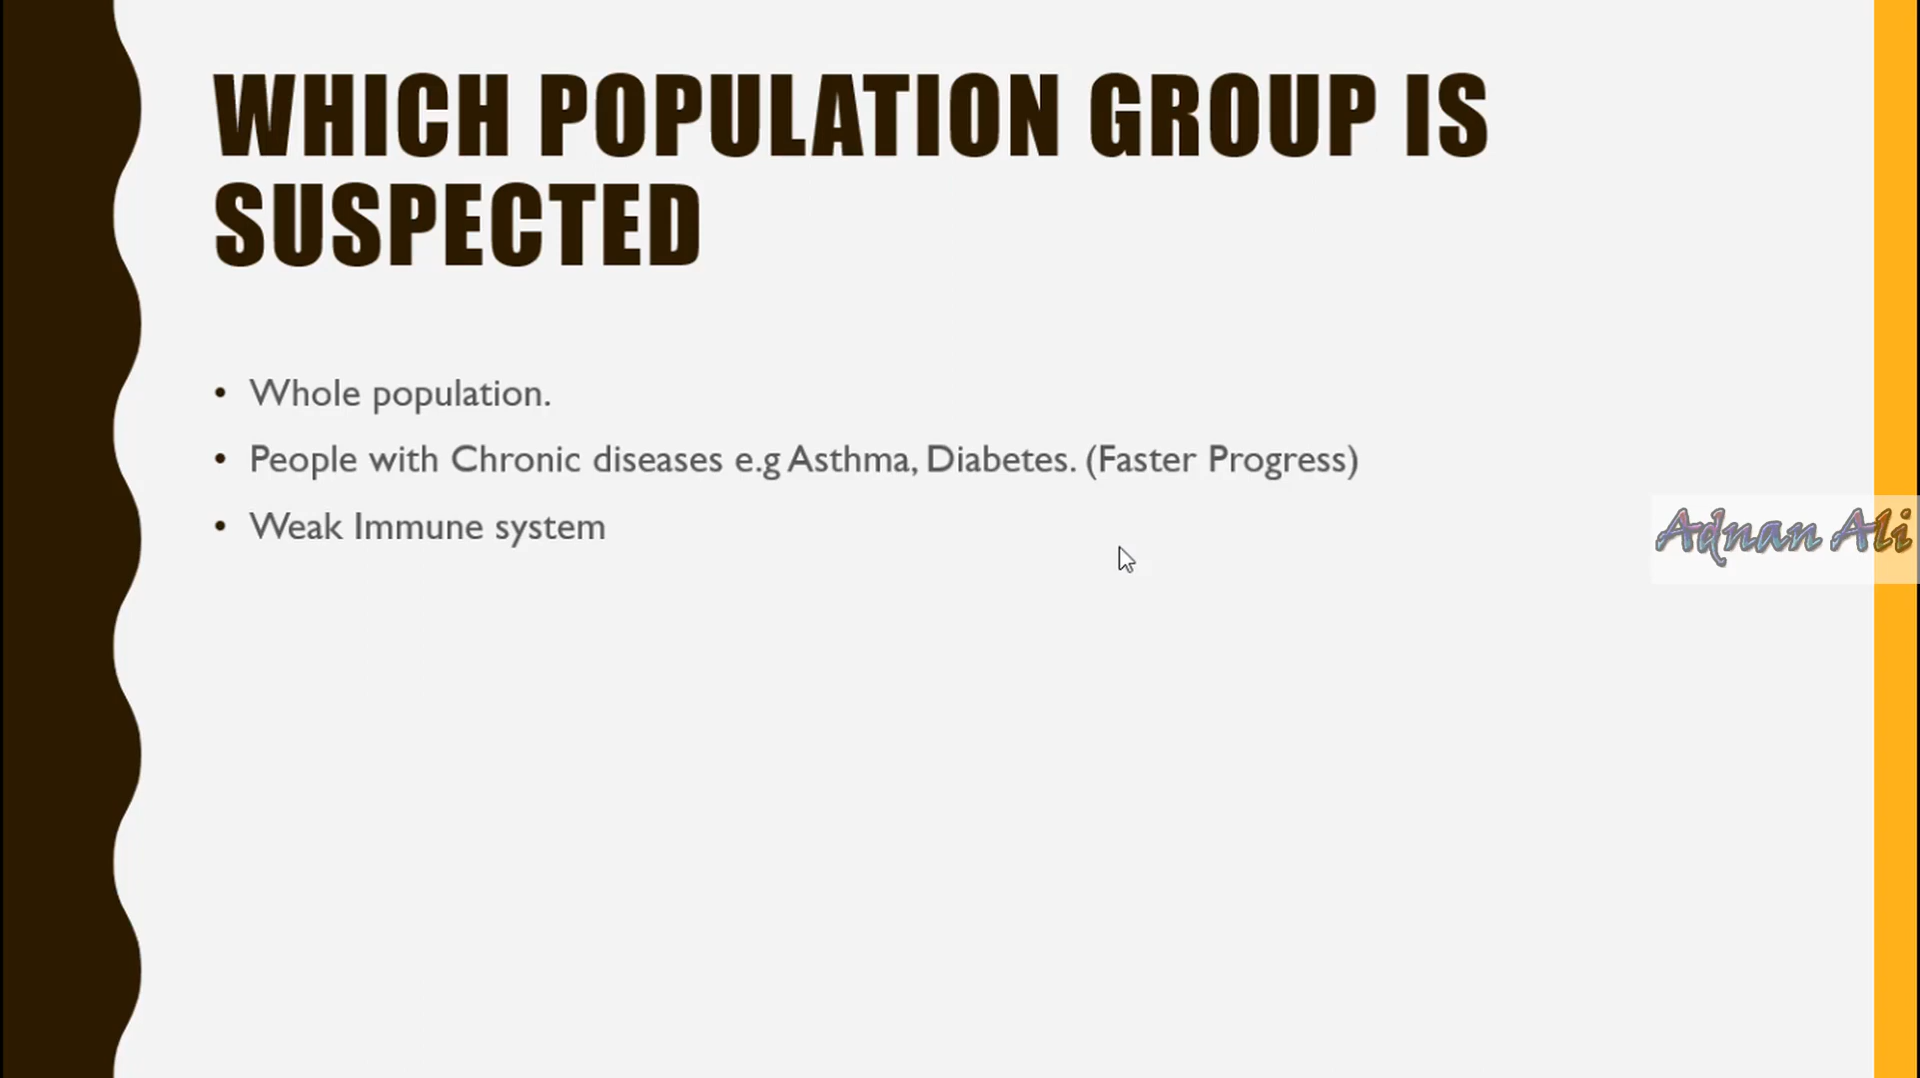 WHICH POPULATION GROUP IS
SUSPECTED
• Whole population.
• People with Chronic diseases e.g Asthma, Diabetes. (Faster Progress)
• Weak Immune system
Adnan Ali